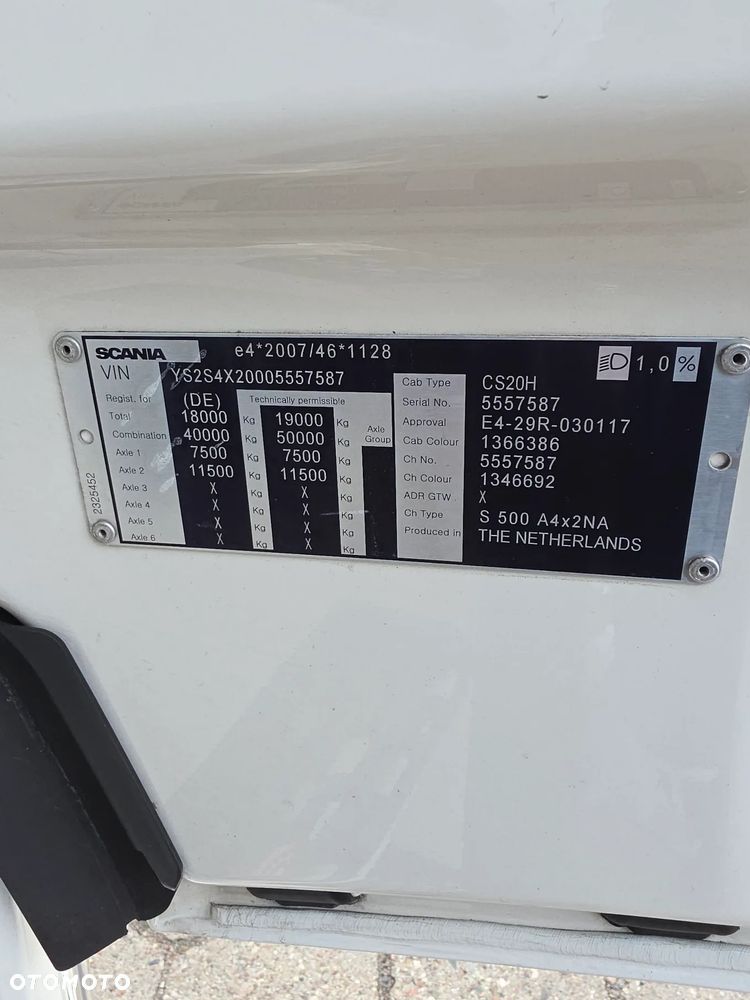 SCANIA e4*2007/46*1128 1,0 %
VIN YS2S4X20005557587
Regist. for (DE) Technically permissible
Total 18000 Kg 19000 Kg Axle Group
Combination 40000 Kg 50000 Kg
Axle 1 7500 Kg 7500 Kg
Axle 2 11500 Kg 11500 Kg
Axle 3 X Kg X Kg
Axle 4 X Kg X Kg
Axle 5 X Kg X Kg
Axle 6 X Kg X Kg
Cab Type CS20H
Serial No. 5557587
Approval E4-29R-030117
Cab Colour 1366386
Ch No. 5557587
Ch Colour 1346692
ADR GTW X
Ch Type S 500 A4x2NA
Produced in THE NETHERLANDS
2325452
OTOMOTO